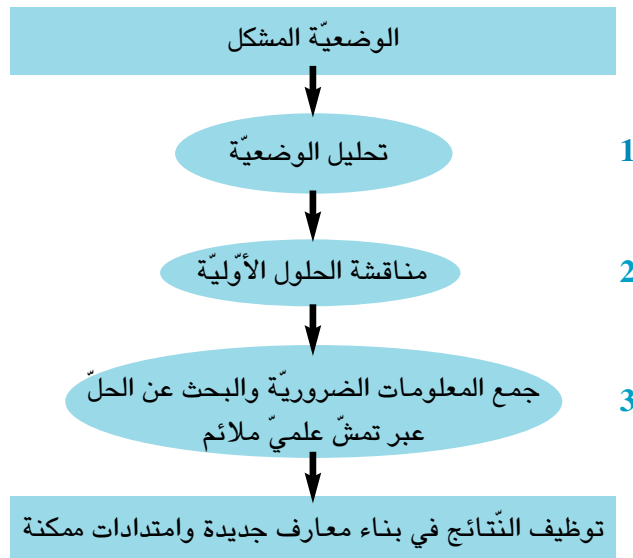 الوضعيّة المشكل
تحليل الوضعيّة
1
مناقشة الحلول الأوّليّة
2
جمع المعلومات الضروريّة والبحث عن الحلّ
عبر تمشّ علميّ ملائم
3
توظيف النّتائج في بناء معارف جديدة وامتدادات ممكنة